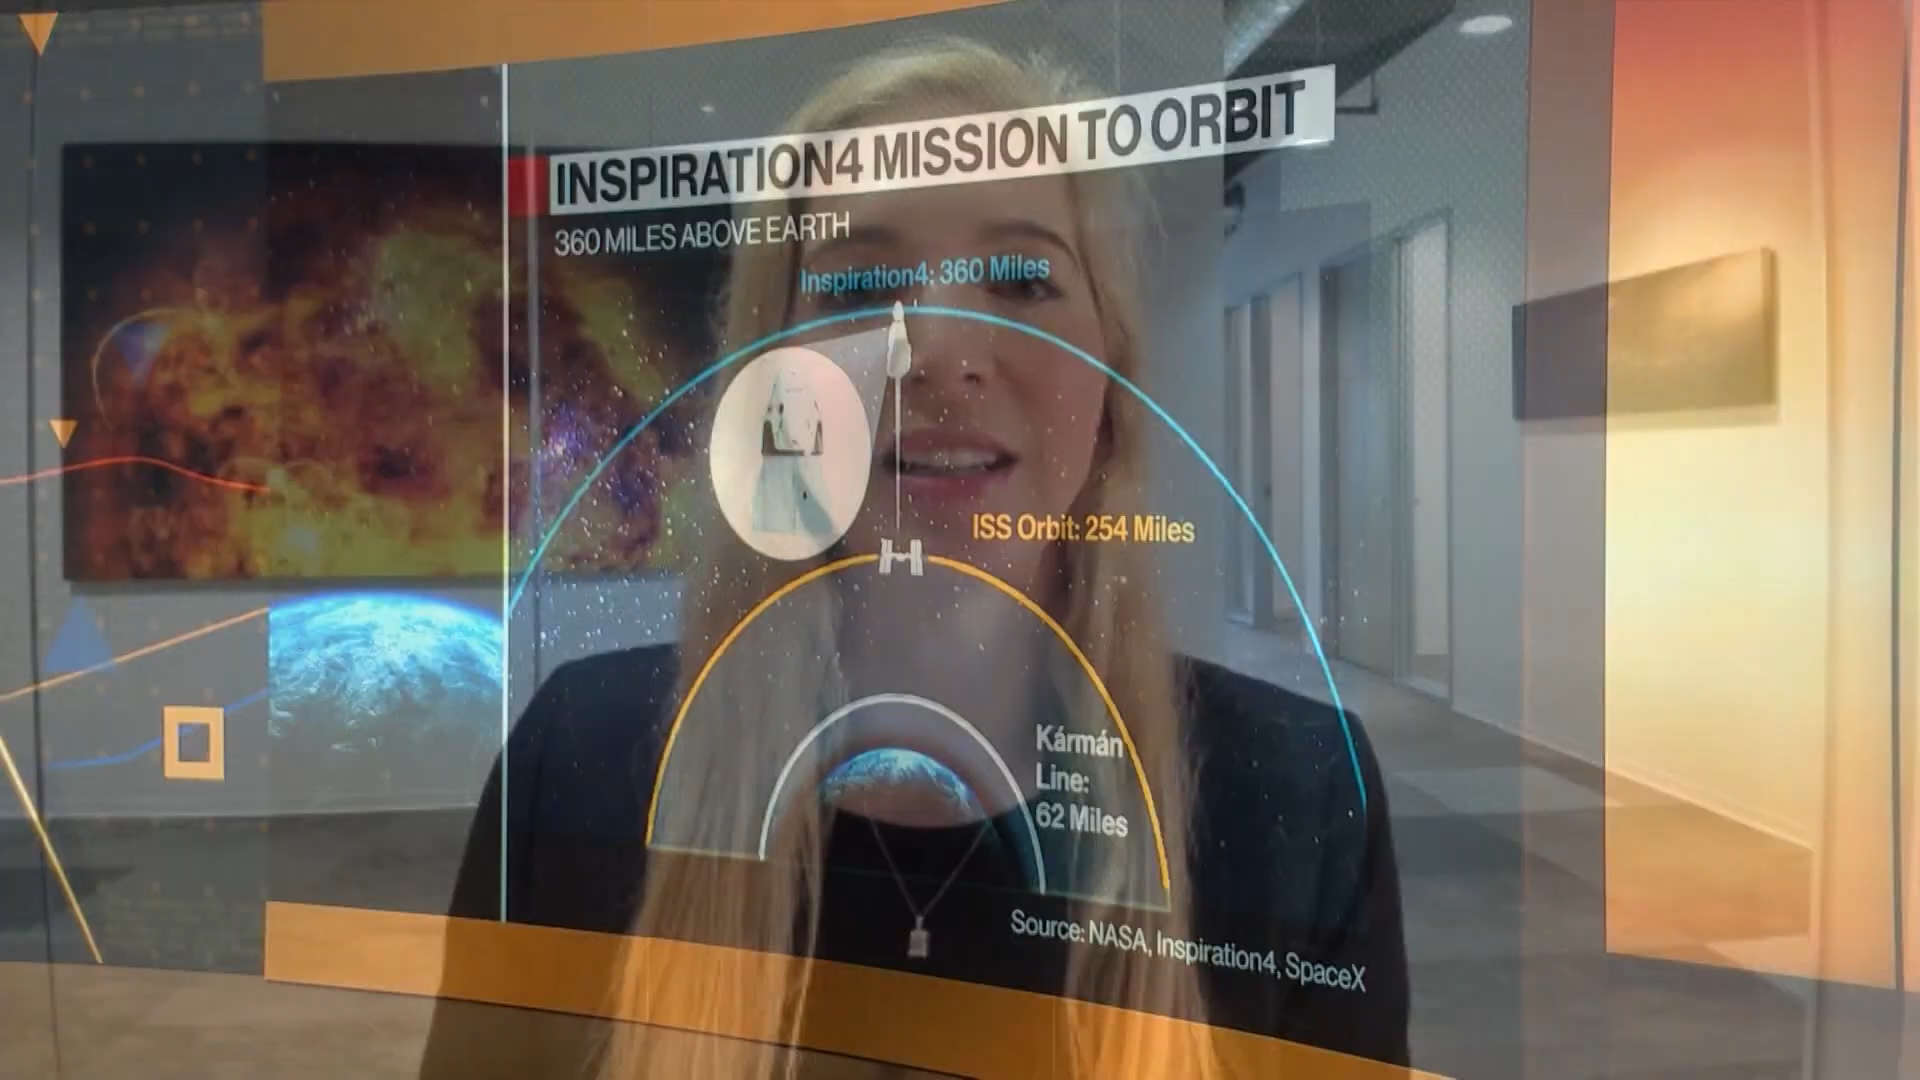 INSPIRATION4 MISSION TO ORBIT
360 MILES ABOVE EARTH
Inspiration4: 360 Miles
ISS Orbit: 254 Miles
Kármán
Line:
62 Miles
Source: NASA, Inspiration4, SpaceX